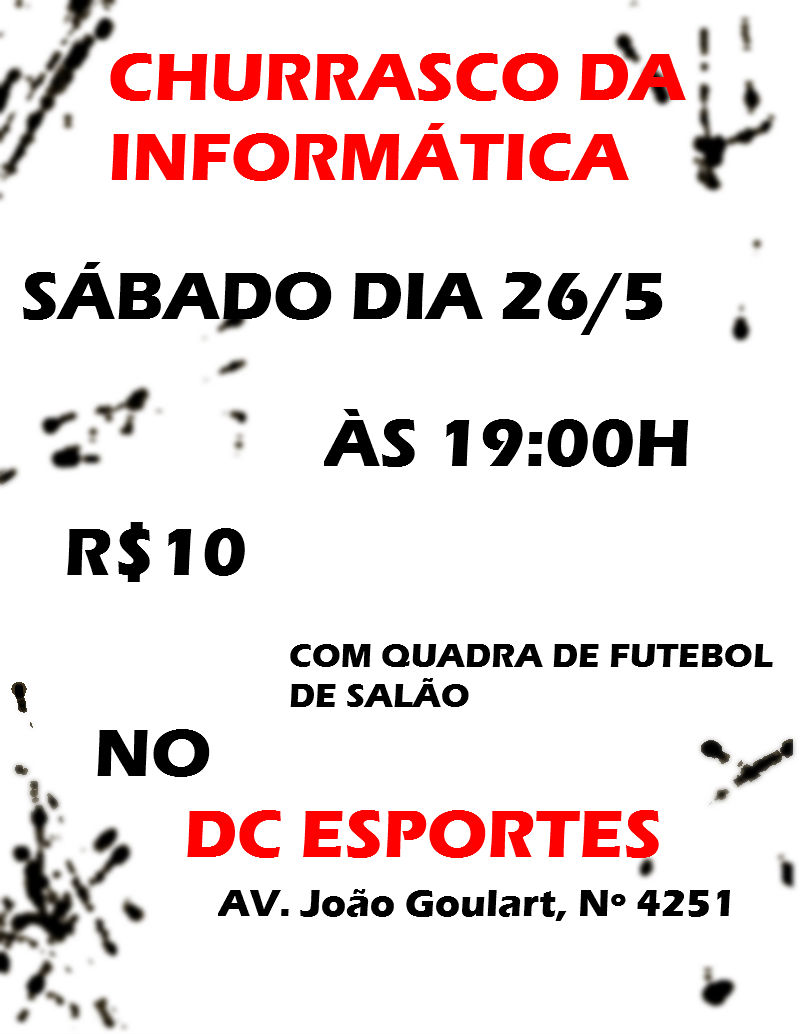 CHURRASCO DA
INFORMÁTICA
SÁBADO DIA 26/5
ÀS 19:00H
R$10
COM QUADRA DE FUTEBOL
DE SALÃO
NO
DC ESPORTES
AV. João Goulart, Nº 4251